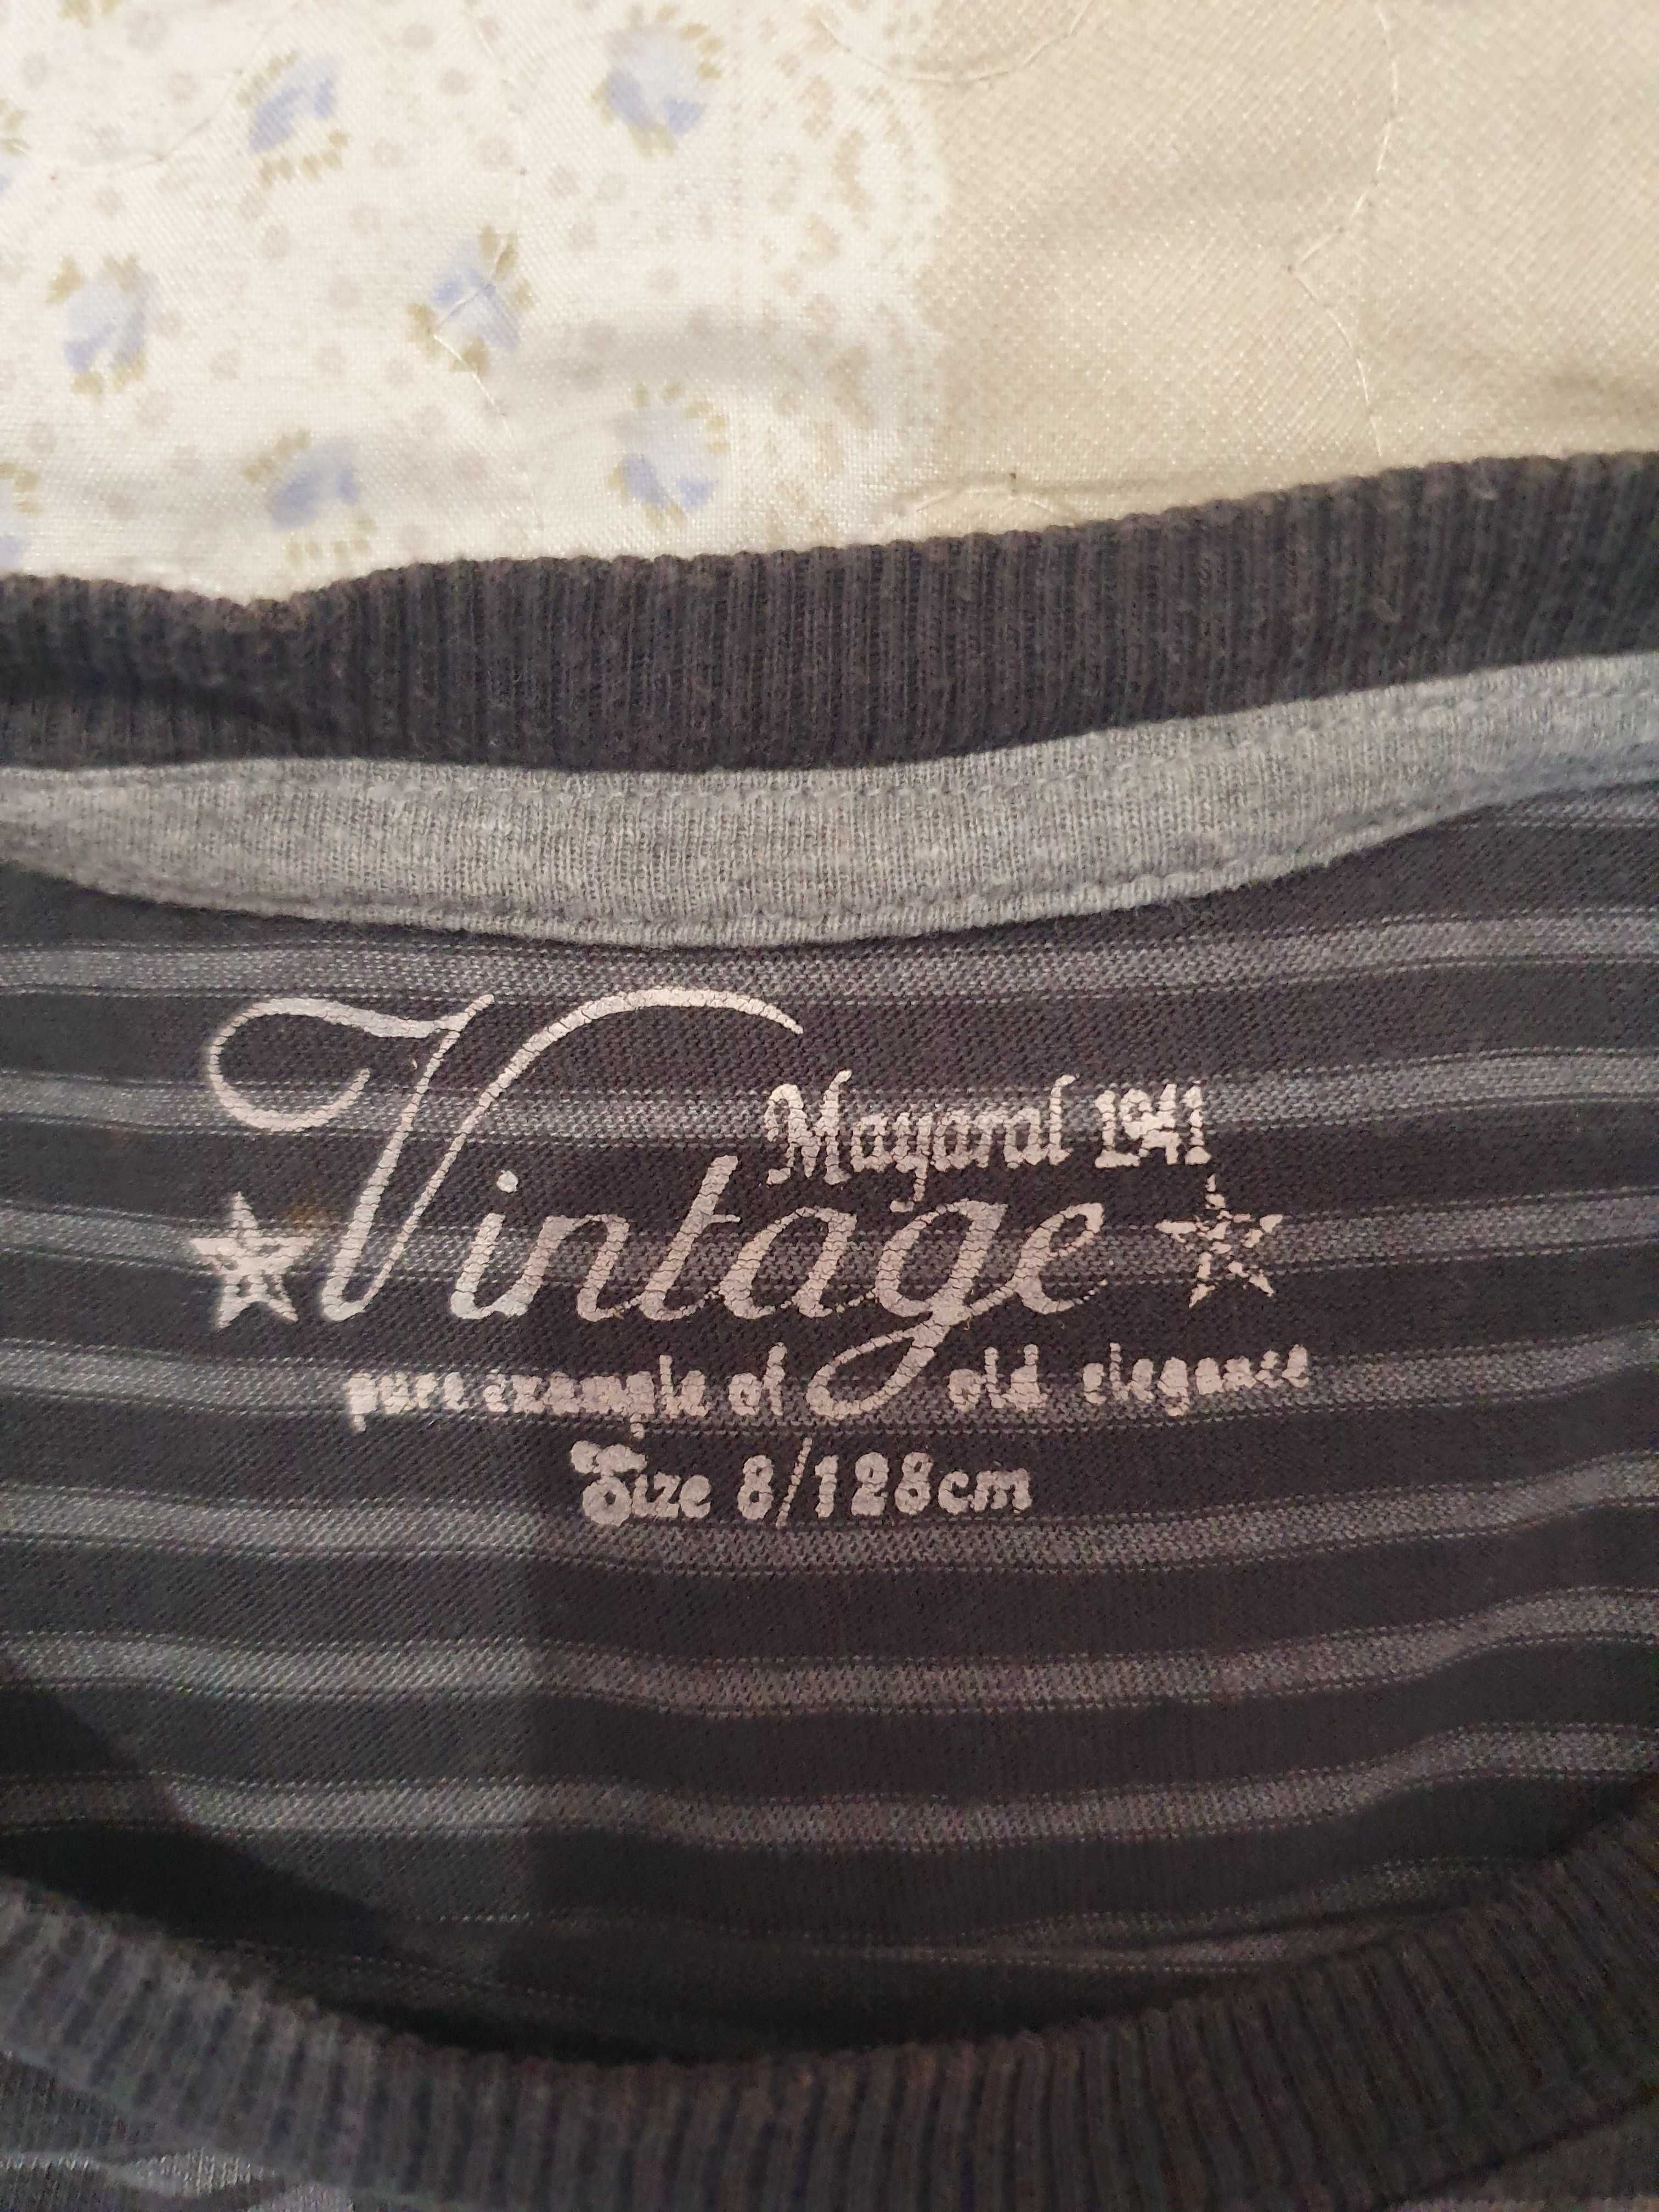 Mayoral 1941
Vintage
pure example of old elegance
Size 8/128cm